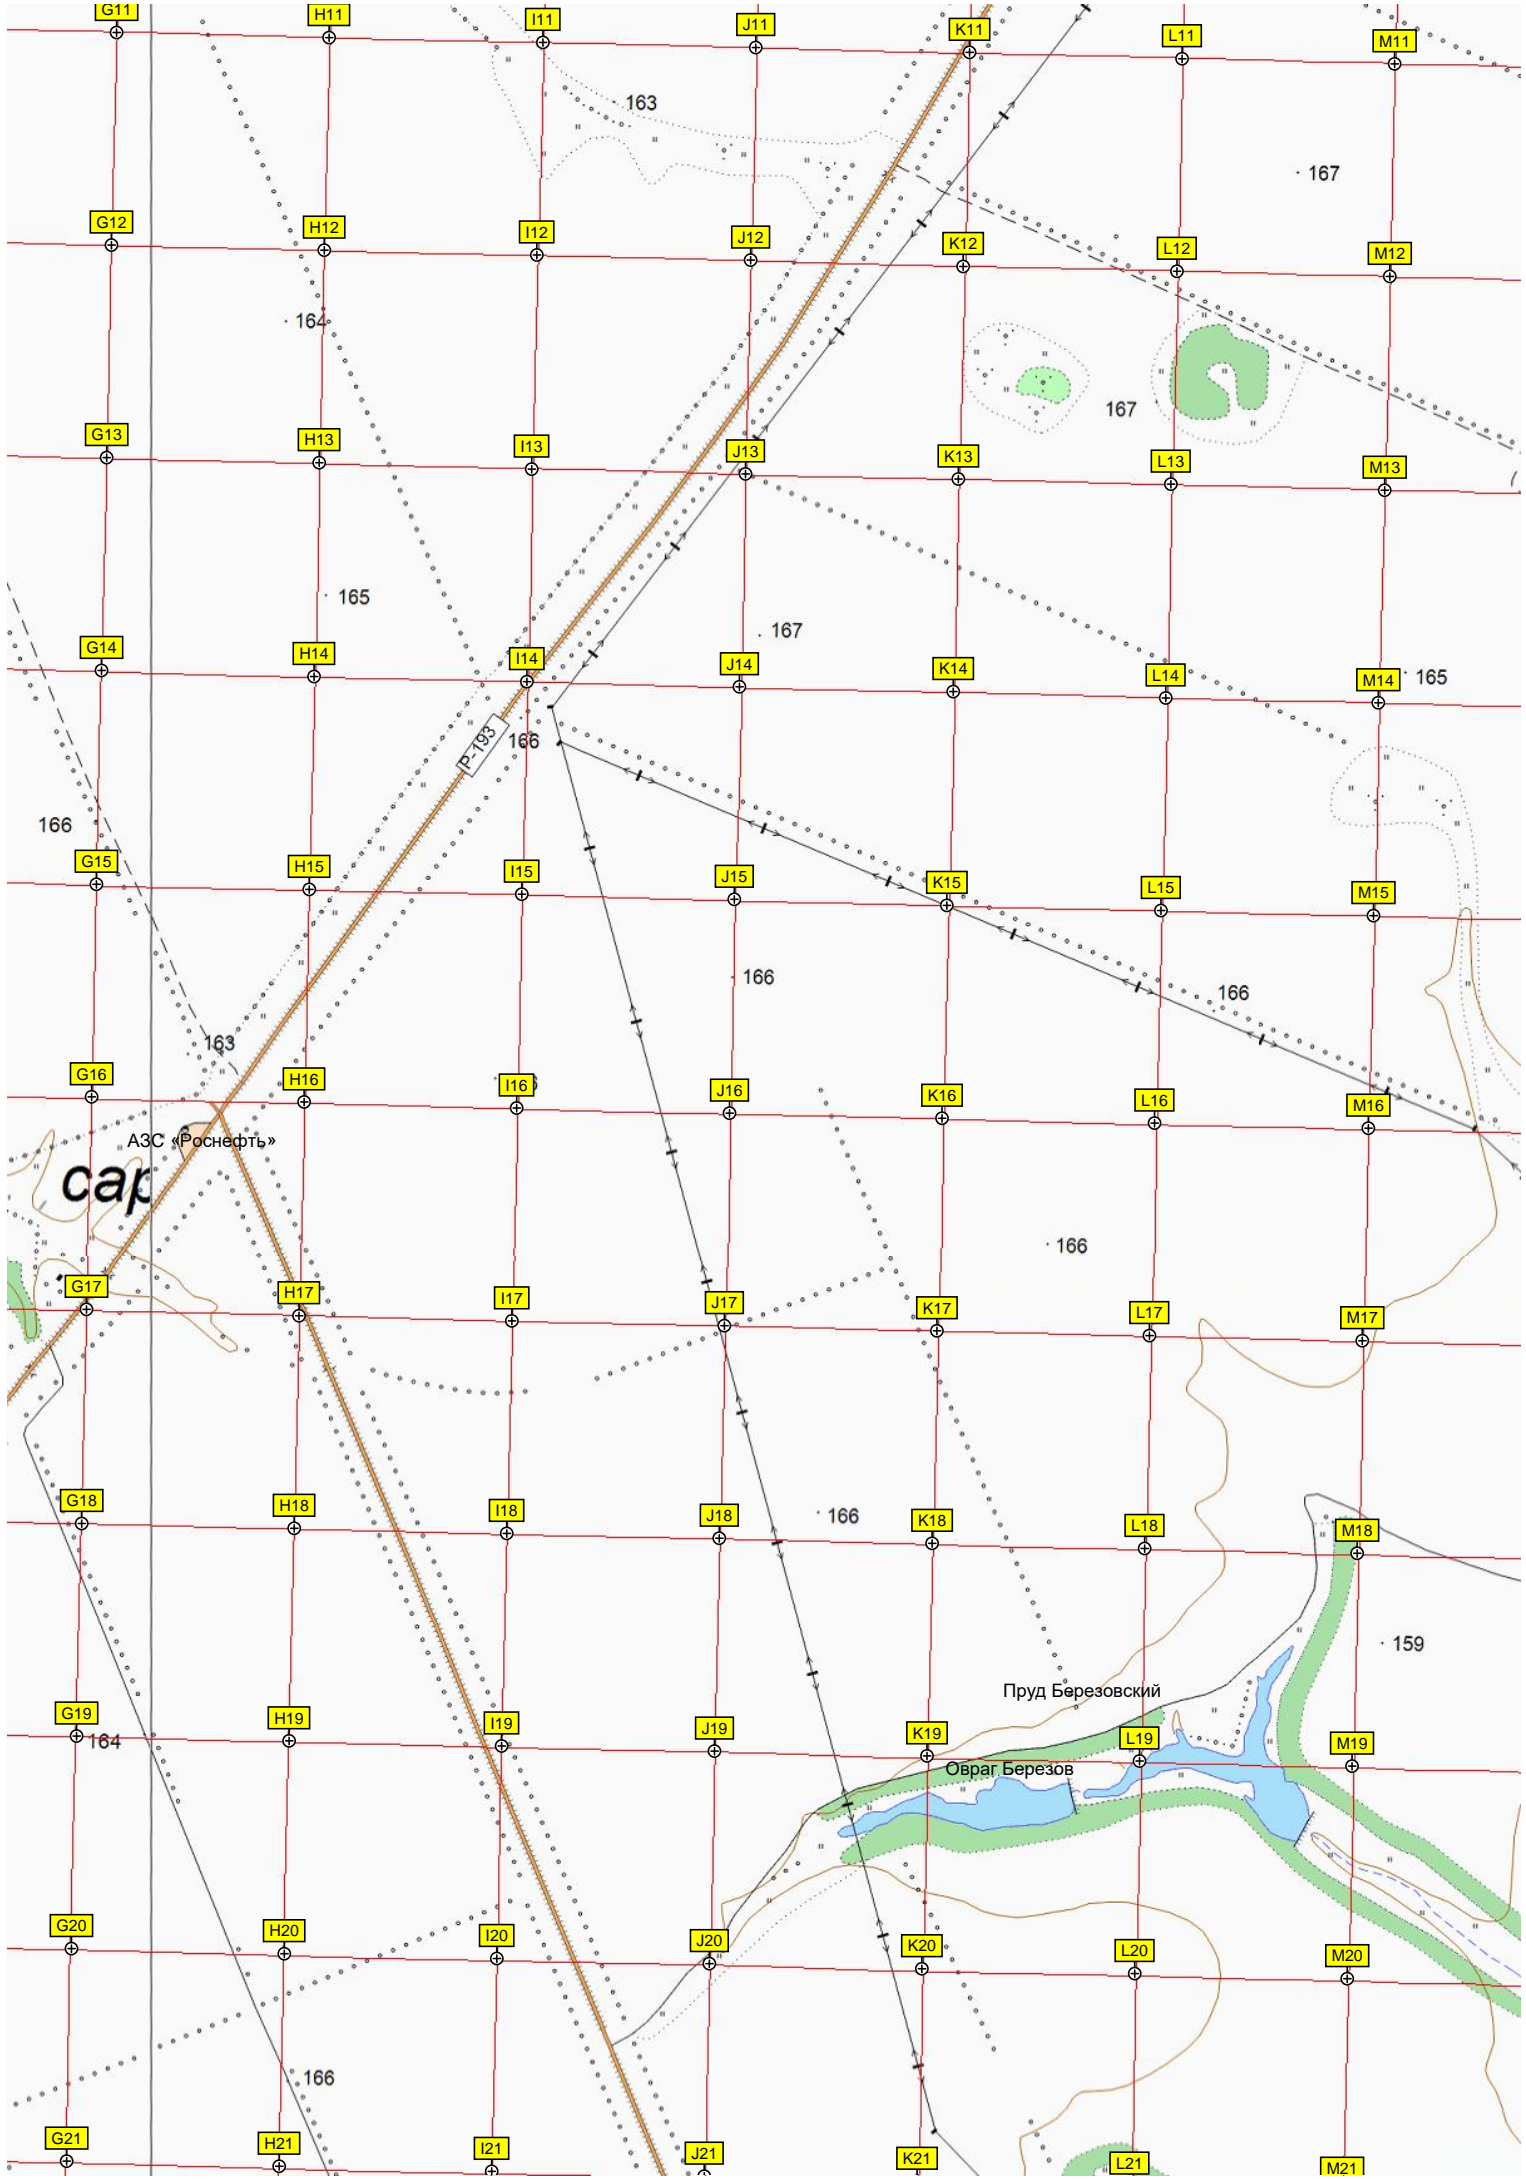 G11 H11 I11 J11 K11 L11 M11
163
167
G12 H12 I12 J12 K12 L12 M12
164
167
G13 H13 I13 J13 K13 L13 M13
165
167
G14 H14 I14 J14 K14 L14 M14
165
Р-193
166
166
G15 H15 I15 J15 K15 L15 M15
166
166
163
G16 H16 I16 J16 K16 L16 M16
АЗС «Роснефть»
сар
166
G17 H17 I17 J17 K17 L17 M17
G18 H18 I18 J18 K18 L18 M18
166
159
Пруд Березовский
G19 H19 I19 J19 K19 L19 M19
164
Овраг Березов
G20 H20 I20 J20 K20 L20 M20
166
G21 H21 I21 J21 K21 L21 M21